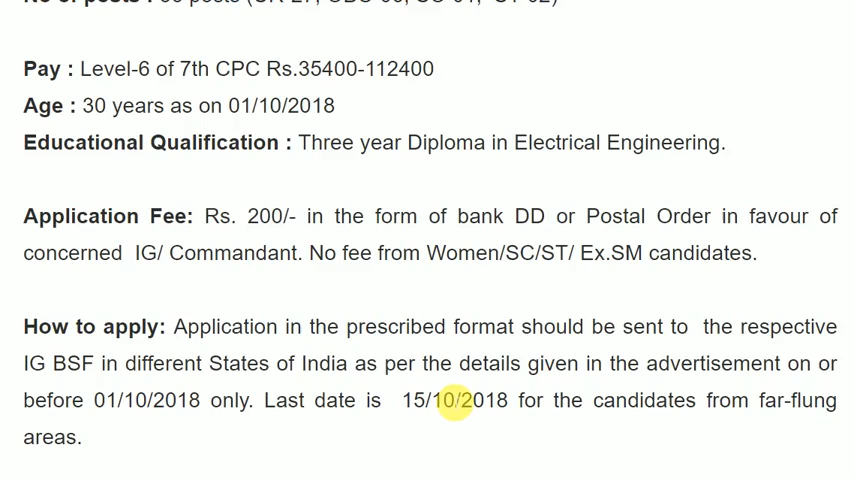 Pay : Level-6 of 7th CPC Rs.35400-112400
Age : 30 years as on 01/10/2018
Educational Qualification : Three year Diploma in Electrical Engineering.
Application Fee: Rs. 200/- in the form of bank DD or Postal Order in favour of
concerned IG/ Commandant. No fee from Women/SC/ST/ Ex.SM candidates.
How to apply: Application in the prescribed format should be sent to the respective
IG BSF in different States of India as per the details given in the advertisement on or
before 01/10/2018 only. Last date is 15/10/2018 for the candidates from far-flung
areas.